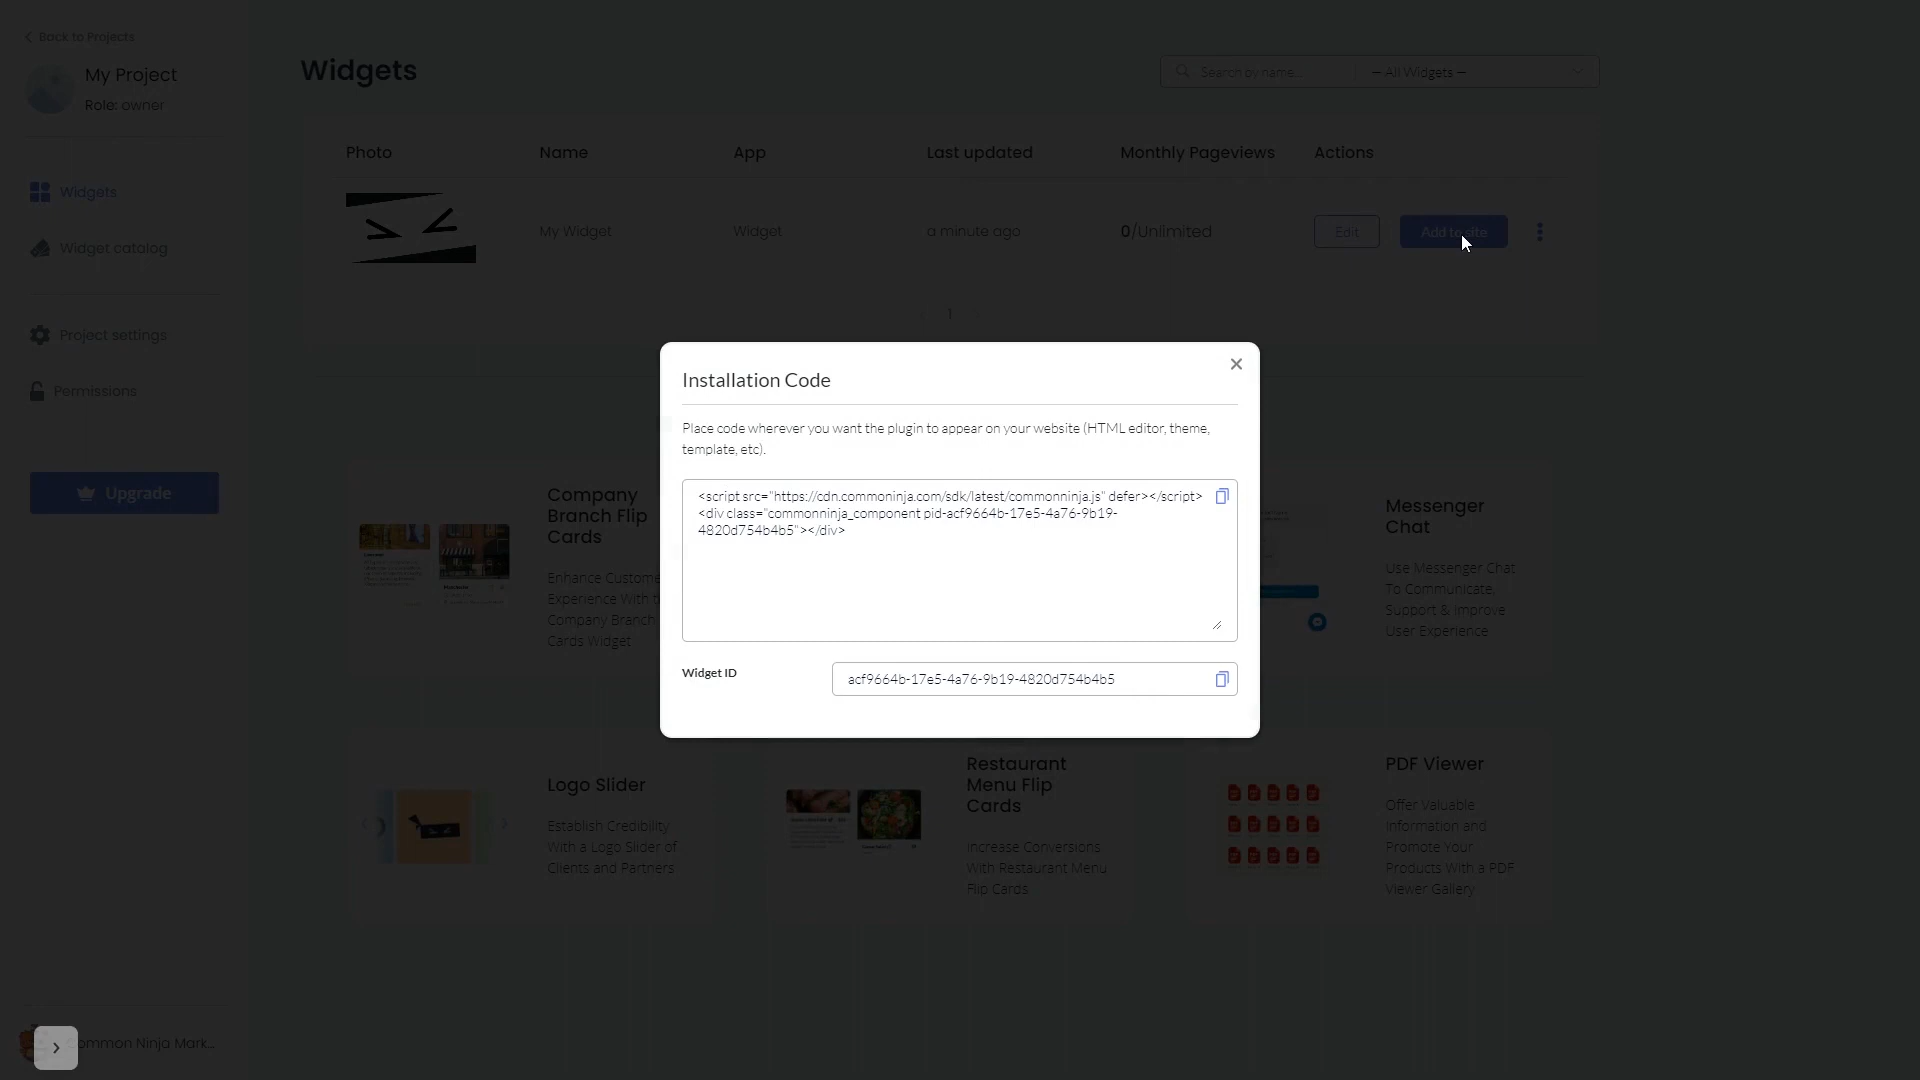 Back to Projects
My Project
Role: owner
Widgets
Widget catalog
Project settings
Permissions
Upgrade
Widgets
Search by name...
— All Widgets —
Photo
Name
App
Last updated
Monthly Pageviews
Actions
My Widget
Widget
a minute ago
0/Unlimited
Edit
Add to site
1
Installation Code
Place code wherever you want the plugin to appear on your website (HTML editor, theme,
template, etc).
<script src="https://cdn.commoninja.com/sdk/latest/commonninja.js" defer></script>
<div class="commonninja_component pid-acf9664b-17e5-4a76-9b19-
4820d754b4b5"></div>
Widget ID
acf9664b-17e5-4a76-9b19-4820d754b4b5
Company
Branch Flip
Cards
Enhance Custome
Experience With
Company Branch
Cards Widget
Messenger
Chat
Use Messenger Chat
To Communicate,
Support & Improve
User Experience
Logo Slider
Establish Credibility
With a Logo Slider of
Clients and Partners
Restaurant
Menu Flip
Cards
Increase Conversions
With Restaurant Menu
Flip Cards
PDF Viewer
Offer Valuable
Information and
Promote Your
Products With a PDF
Viewer Gallery
ommon Ninja Mark...